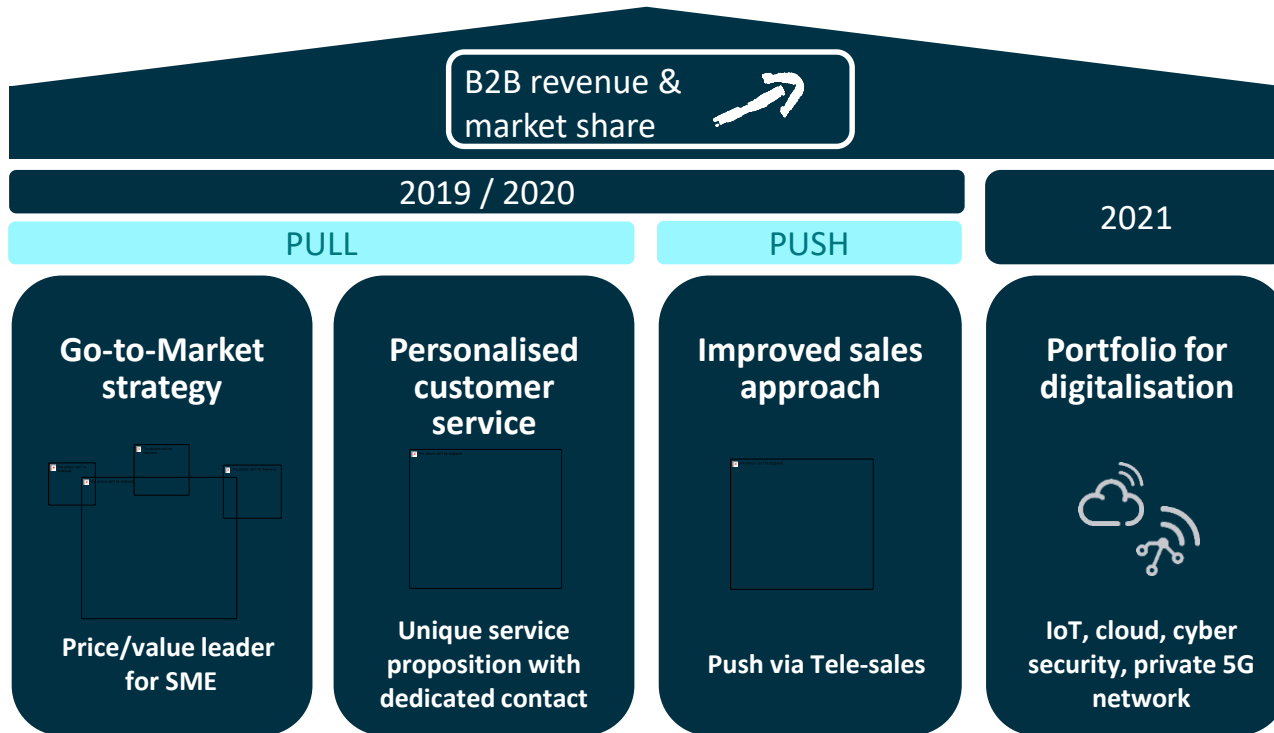 B2B revenue &
market share
2019 / 2020
2021
PULL
PUSH
Go-to-Market
strategy
Price/value leader
for SME
Personalised
customer
service
Unique service
proposition with
dedicated contact
Improved sales
approach
Push via Tele-sales
Portfolio for
digitalisation
IoT, cloud, cyber
security, private 5G
network